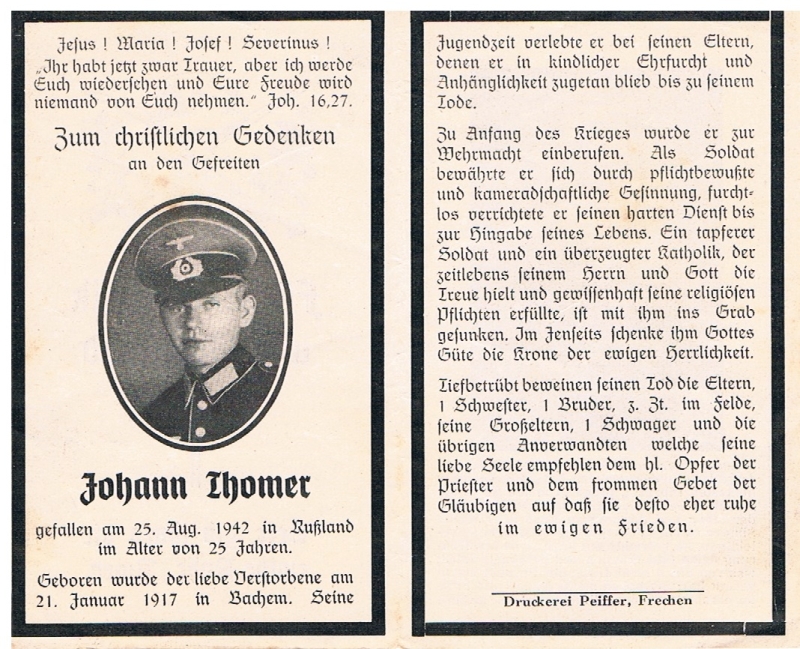 Jesus! Maria! Josef! Severinus!
„Ihr habt jetzt zwar Trauer, aber ich werde
Euch wiedersehen und Eure Freude wird
niemand von Euch nehmen.“ Joh. 16,27.
Zum christlichen Gedenken
an den Gefreiten
Johann Thomer
gefallen am 25. Aug. 1942 in Rußland
im Alter von 25 Jahren.
Geboren wurde der liebe Verstorbene am
21. Januar 1917 in Bachem. Seine
Jugendzeit verlebte er bei seinen Eltern,
denen er in kindlicher Ehrfurcht und
Anhänglichkeit zugetan blieb bis zu seinem
Tode.
Zu Anfang des Krieges wurde er zur
Wehrmacht einberufen. Als Soldat
bewährte er sich durch pflichtbewußte
und kameradschaftliche Gesinnung, furcht-
los verrichtete er seinen harten Dienst bis
zur Hingabe seines Lebens. Ein tapferer
Soldat und ein überzeugter Katholik, der
zeitlebens seinem Herrn und Gott die
Treue hielt und gewissenhaft seine religiösen
Pflichten erfüllte, ist mit ihm ins Grab
gesunken. Im Jenseits schenke ihm Gottes
Güte die Krone der ewigen Herrlichkeit.
Tiefbetrübt beweinen seinen Tod die Eltern,
1 Schwester, 1 Bruder, z. Zt. im Felde,
seine Großeltern, 1 Schwager und die
übrigen Anverwandten welche seine
liebe Seele empfehlen dem hl. Opfer der
Priester und dem frommen Gebet der
Gläubigen auf daß sie desto eher ruhe
im ewigen Frieden.
Druckerei Peiffer, Frechen